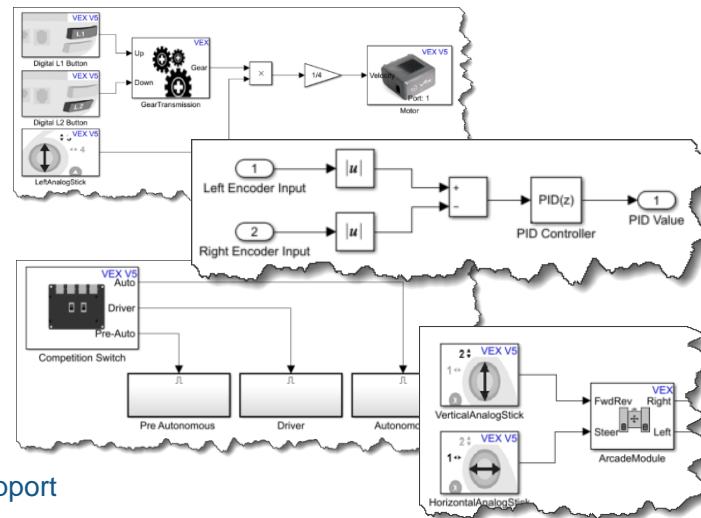 VEX V5
L1
Digital L1 Button
VEX V5
L2
Digital L2 Button
VEX V5
4
LeftAnalogStick
VEX
Up
Down
Gear
GearTransmission
×
1/4
VEX V5
Velocity
Port: 1
Motor
1
Left Encoder Input
|u|
+
−
PID(z)
PID Controller
1
PID Value
2
Right Encoder Input
|u|
VEX V5
Auto
Driver
Pre-Auto
Competition Switch
Pre Autonomous
Driver
2 VEX V5
1
VerticalAnalogStick
2 VEX V5
1
VEX
FwdRev Right
Steer Left
ArcadeModule